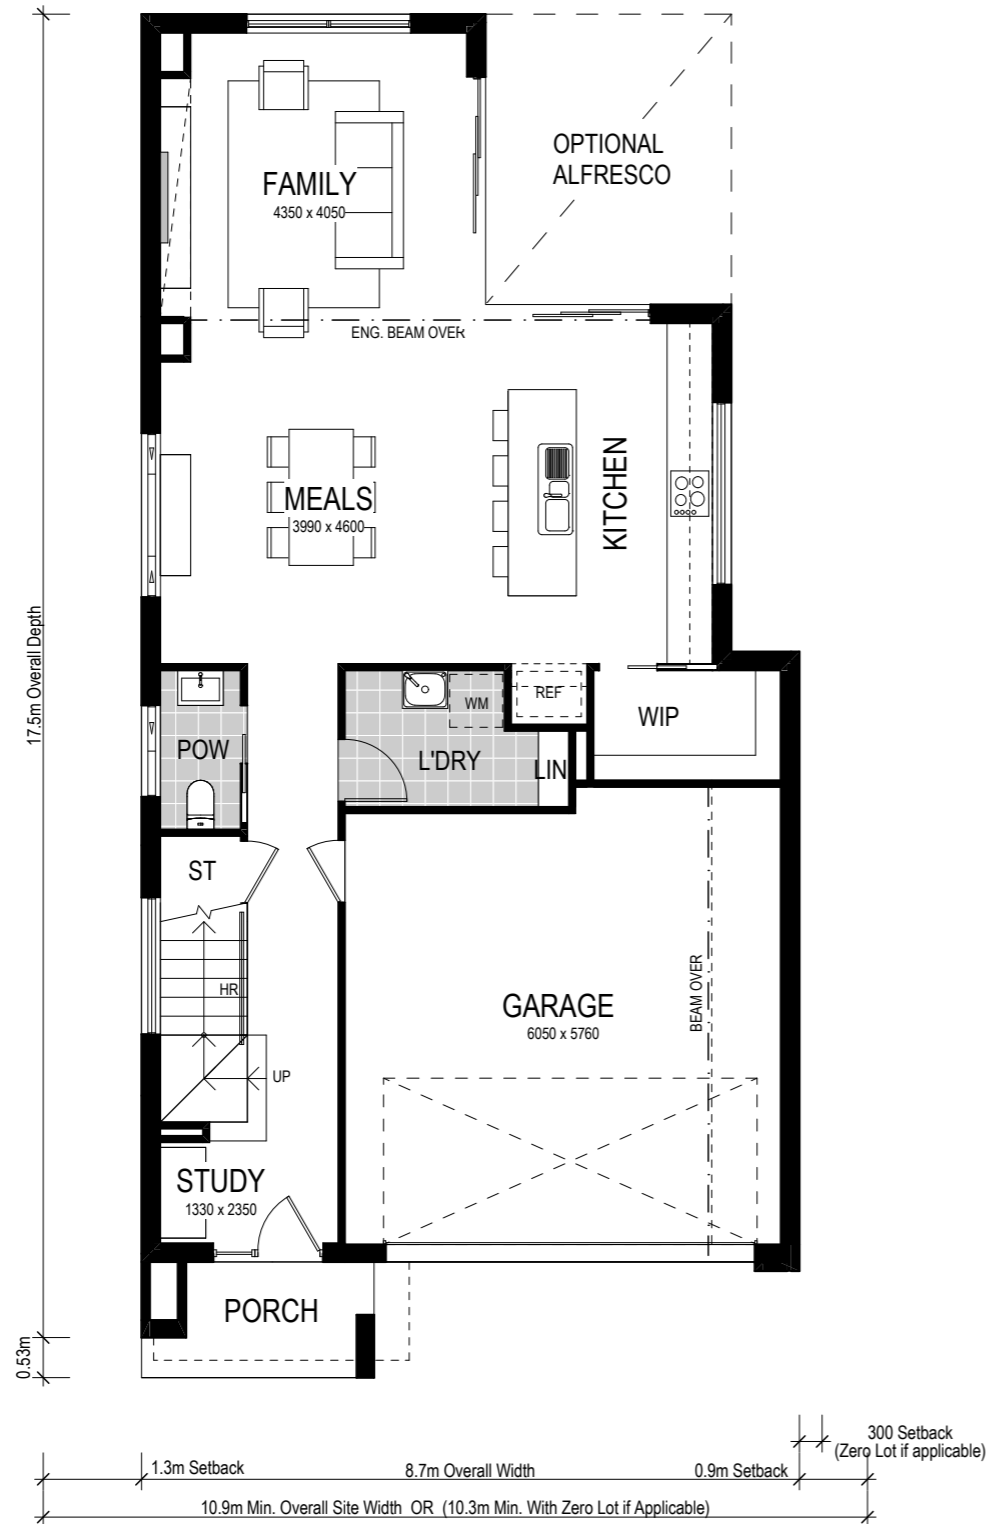 OPTIONAL
ALFRESCO
FAMILY
4350 x 4050
ENG. BEAM OVER
KITCHEN
MEALS
3990 x 4600
17.5m Overall Depth
REF
WM
WIP
POW
L'DRY
LIN
ST
HR
BEAM OVER
GARAGE
6050 x 5760
UP
STUDY
1330 x 2350
PORCH
0.53m
300 Setback
(Zero Lot if applicable)
1.3m Setback
8.7m Overall Width
0.9m Setback
10.9m Min. Overall Site Width OR (10.3m Min. With Zero Lot if Applicable)